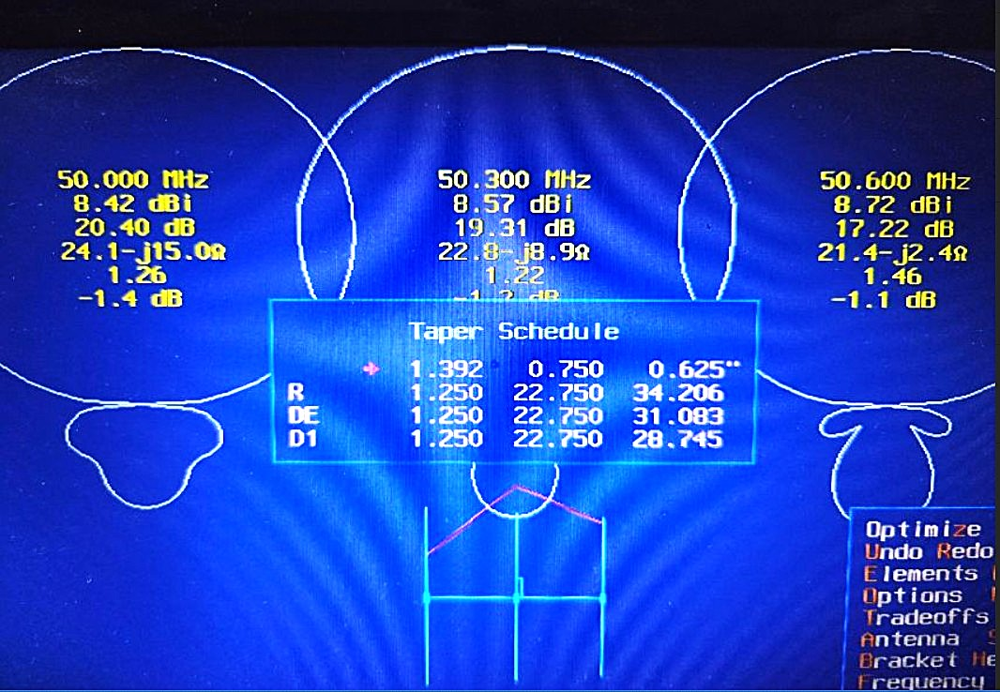 50.000 MHz
8.42 dBi
20.40 dB
24.1-j15.0Ω
1.26
-1.4 dB
50.300 MHz
8.57 dBi
19.31 dB
22.8-j8.9Ω
1.22
-1.2 dB
50.600 MHz
8.72 dBi
17.22 dB
21.4-j2.4Ω
1.46
-1.1 dB
Taper Schedule
→ 1.392 0.750 0.625"
R 1.250 22.750 34.206
DE 1.250 22.750 31.083
D1 1.250 22.750 28.745
Optimize
Undo Redo
Elements
Options
Tradeoffs
Antenna
Bracket He
Frequency